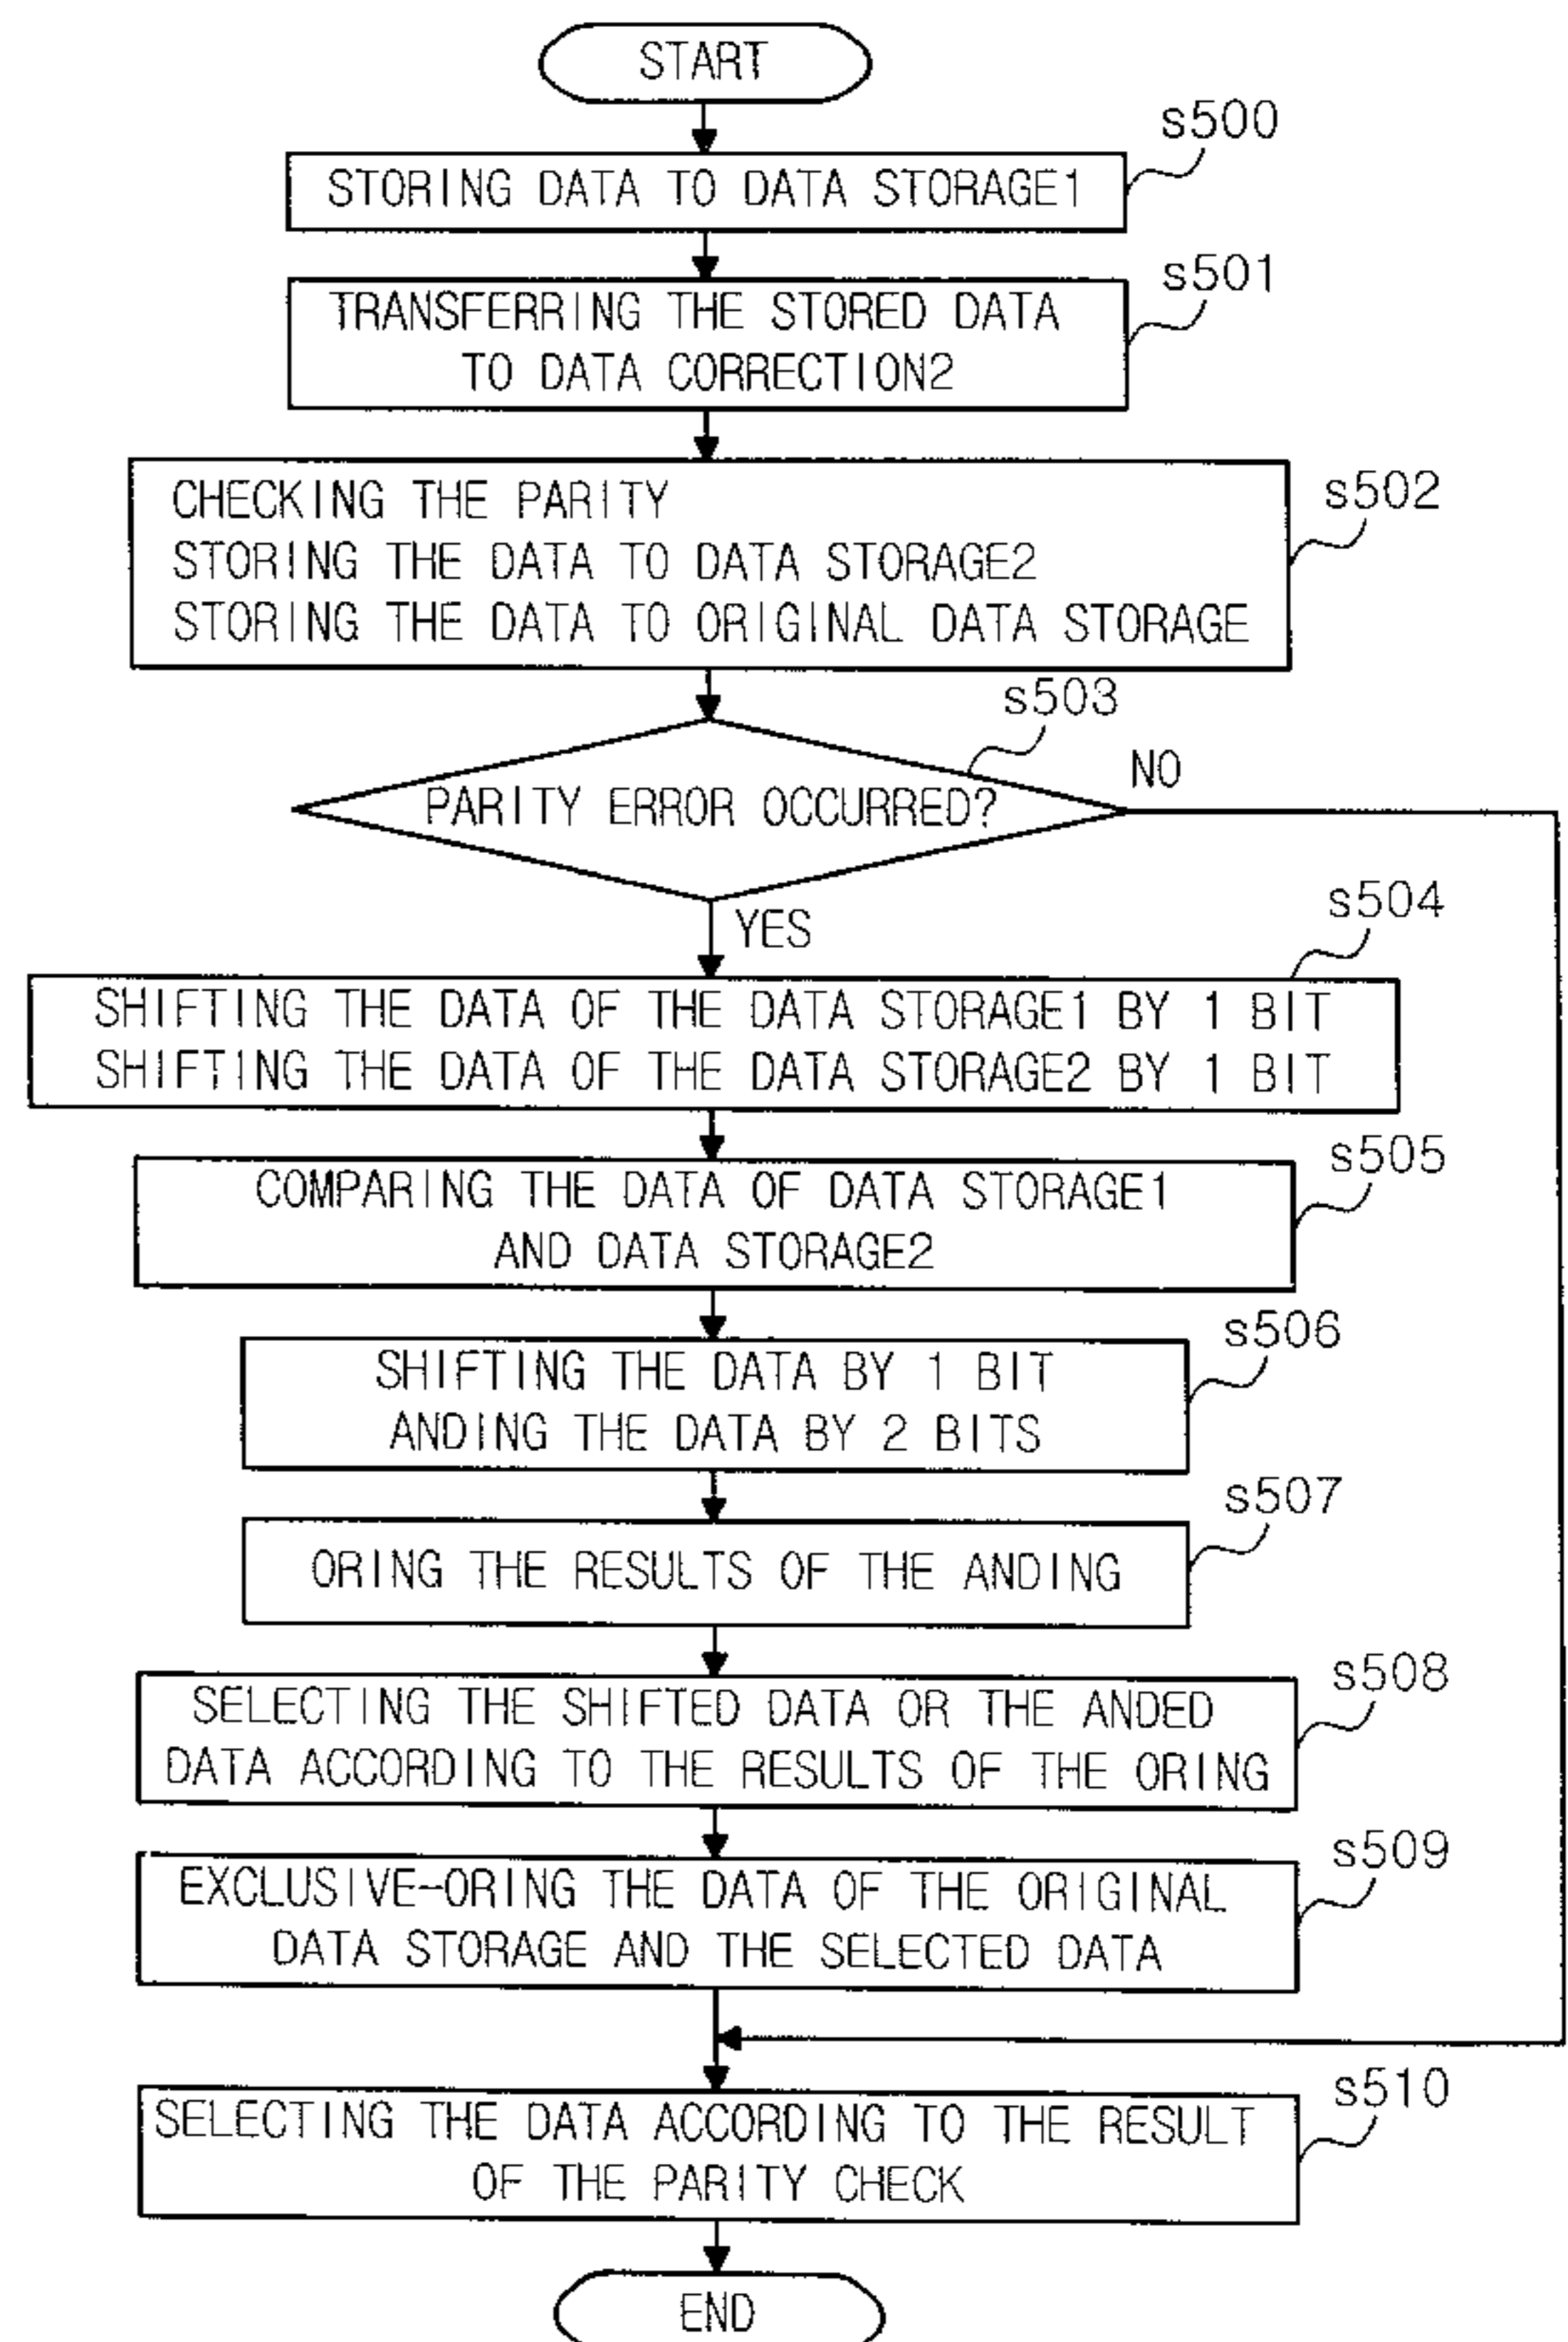 START
s500
STORING DATA TO DATA STORAGE1
s501
TRANSFERRING THE STORED DATA
TO DATA CORRECTION2
s502
CHECKING THE PARITY
STORING THE DATA TO DATA STORAGE2
STORING THE DATA TO ORIGINAL DATA STORAGE
s503
NO
PARITY ERROR OCCURRED?
YES
s504
SHIFTING THE DATA OF THE DATA STORAGE1 BY 1 BIT
SHIFTING THE DATA OF THE DATA STORAGE2 BY 1 BIT
s505
COMPARING THE DATA OF DATA STORAGE1
AND DATA STORAGE2
s506
SHIFTING THE DATA BY 1 BIT
ANDING THE DATA BY 2 BITS
s507
ORING THE RESULTS OF THE ANDING
s508
SELECTING THE SHIFTED DATA OR THE ANDED
DATA ACCORDING TO THE RESULTS OF THE ORING
s509
EXCLUSIVE-ORING THE DATA OF THE ORIGINAL
DATA STORAGE AND THE SELECTED DATA
s510
SELECTING THE DATA ACCORDING TO THE RESULT
OF THE PARITY CHECK
END